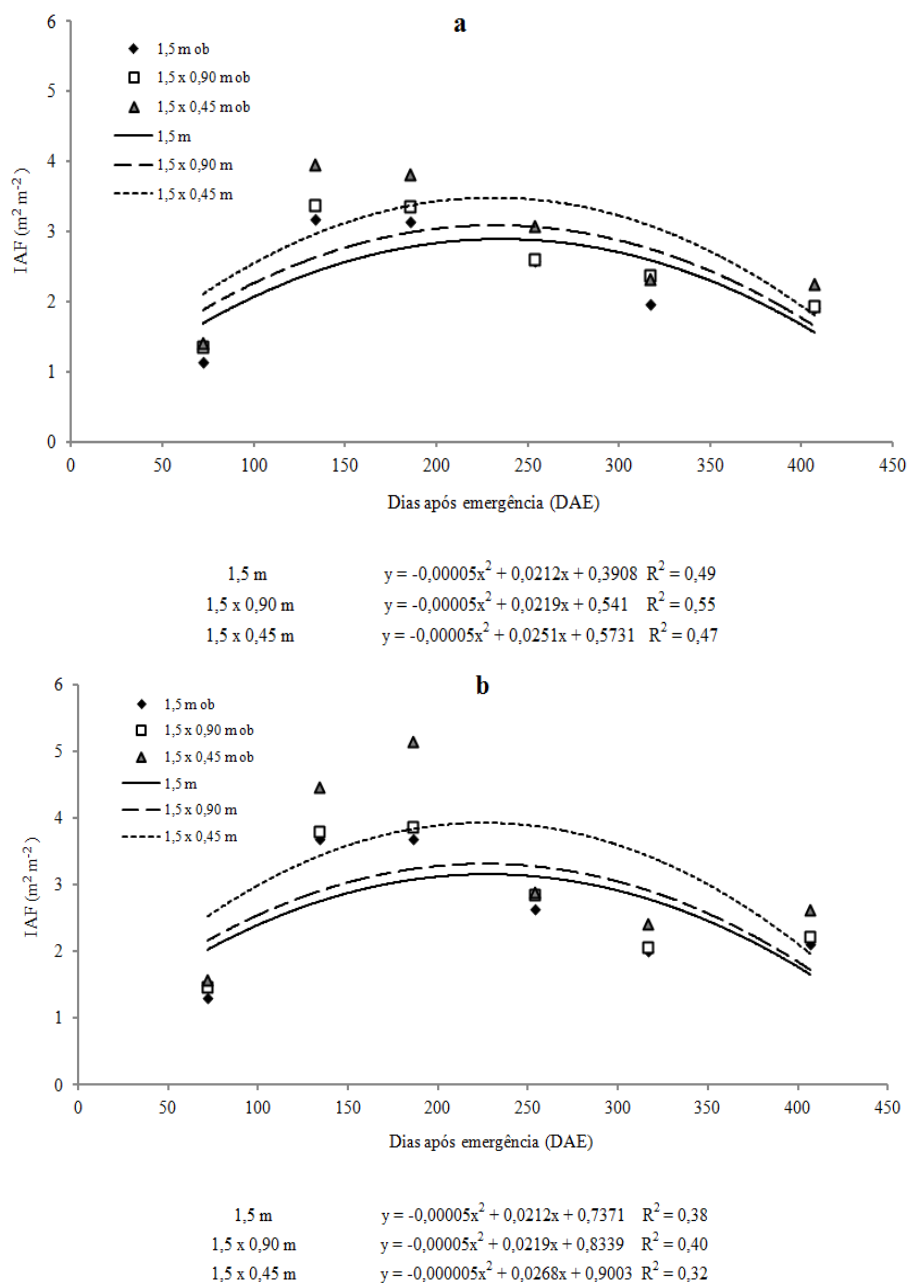 a
6
5
4
3
2
1
0
IAF (m² m⁻²)
1,5 m ob
1,5 x 0,90 m ob
1,5 x 0,45 m ob
1,5 m
1,5 x 0,90 m
1,5 x 0,45 m
0 50 100 150 200 250 300 350 400 450
Dias após emergência (DAE)
1,5 m y = -0,00005x² + 0,0212x + 0,3908 R² = 0,49
1,5 x 0,90 m y = -0,00005x² + 0,0219x + 0,541 R² = 0,55
1,5 x 0,45 m y = -0,00005x² + 0,0251x + 0,5731 R² = 0,47
b
6
5
4
3
2
1
0
IAF (m² m⁻²)
1,5 m ob
1,5 x 0,90 m ob
1,5 x 0,45 m ob
1,5 m
1,5 x 0,90 m
1,5 x 0,45 m
0 50 100 150 200 250 300 350 400 450
Dias após emergência (DAE)
1,5 m y = -0,00005x² + 0,0212x + 0,7371 R² = 0,38
1,5 x 0,90 m y = -0,00005x² + 0,0219x + 0,8339 R² = 0,40
1,5 x 0,45 m y = -0,000005x² + 0,0268x + 0,9003 R² = 0,32